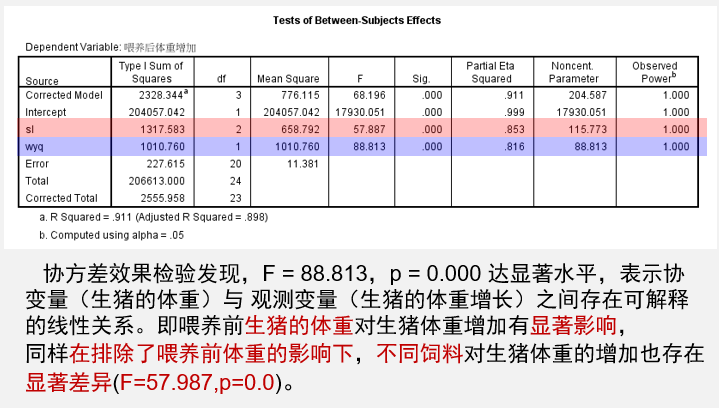 Tests of Between-Subjects Effects
Dependent Variable: 喂养后体重增加
Source Type I Sum of Squares df Mean Square F Sig. Partial Eta Squared Noncent. Parameter Observed Power^b
Corrected Model 2328.344^a 3 776.115 68.196 .000 .911 204.587 1.000
Intercept 204057.042 1 204057.042 17930.051 .000 .999 17930.051 1.000
sl 1317.583 2 658.792 57.887 .000 .853 115.773 1.000
wyq 1010.760 1 1010.760 88.813 .000 .816 88.813 1.000
Error 227.615 20 11.381
Total 206613.000 24
Corrected Total 2555.958 23
a. R Squared = .911 (Adjusted R Squared = .898)
b. Computed using alpha = .05
协方差效果检验发现，F = 88.813，p = 0.000 达显著水平，表示协
变量（生猪的体重）与 观测变量（生猪的体重增长）之间存在可解释
的线性关系。即喂养前生猪的体重对生猪体重增加有显著影响，
同样在排除了喂养前体重的影响下，不同饲料对生猪体重的增加也存在
显著差异(F=57.987,p=0.0)。